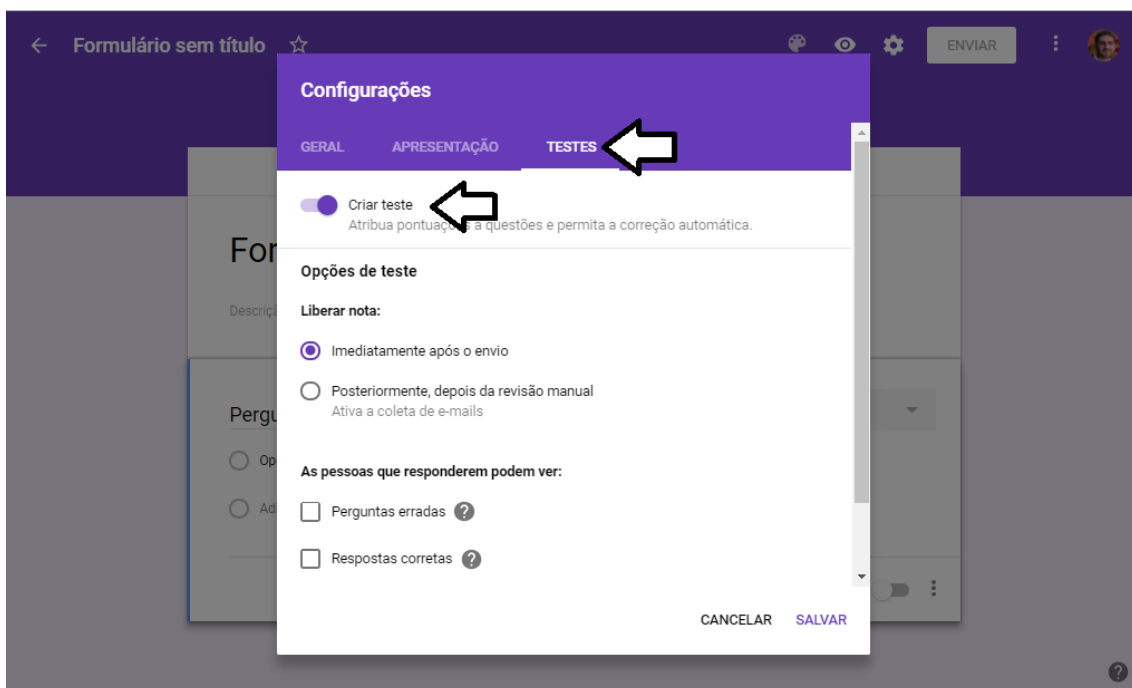 Formulário sem título
ENVIAR
Configurações
GERAL APRESENTAÇÃO TESTES
Criar teste
Atribua pontuações a questões e permita a correção automática.
For
Opções de teste
Descriçã
Liberar nota:
Imediatamente após o envio
Posteriormente, depois da revisão manual
Ativa a coleta de e-mails
Pergu
Op
As pessoas que responderem podem ver:
Ad
Perguntas erradas
Respostas corretas
CANCELAR SALVAR